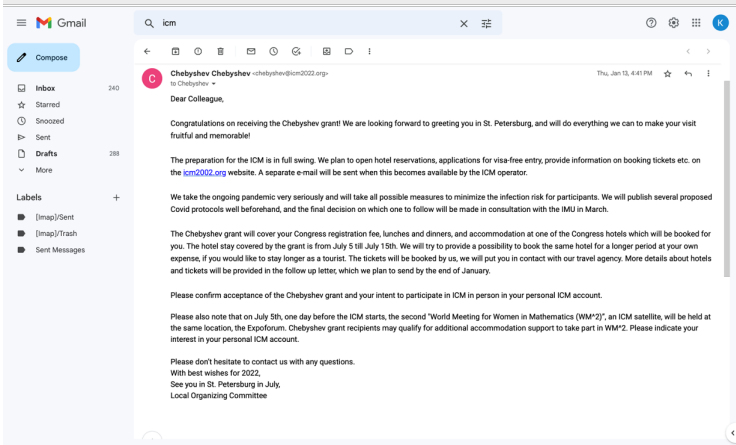 Gmail
icm
K
Compose
Inbox 240
Starred
Snoozed
Sent
Drafts 288
More
Labels +
[Imap]/Sent
[Imap]/Trash
Sent Messages
C
Chebyshev Chebyshev <chebyshev@icm2022.org>
Thu, Jan 13, 4:41 PM
to Chebyshev
Dear Colleague,
Congratulations on receiving the Chebyshev grant! We are looking forward to greeting you in St. Petersburg, and will do everything we can to make your visit
fruitful and memorable!
The preparation for the ICM is in full swing. We plan to open hotel reservations, applications for visa-free entry, provide information on booking tickets etc. on
the icm2002.org website. A separate e-mail will be sent when this becomes available by the ICM operator.
We take the ongoing pandemic very seriously and will take all possible measures to minimize the infection risk for participants. We will publish several proposed
Covid protocols well beforehand, and the final decision on which one to follow will be made in consultation with the IMU in March.
The Chebyshev grant will cover your Congress registration fee, lunches and dinners, and accommodation at one of the Congress hotels which will be booked for
you. The hotel stay covered by the grant is from July 5 till July 15th. We will try to provide a possibility to book the same hotel for a longer period at your own
expense, if you would like to stay longer as a tourist. The tickets will be booked by us, we will put you in contact with our travel agency. More details about hotels
and tickets will be provided in the follow up letter, which we plan to send by the end of January.
Please confirm acceptance of the Chebyshev grant and your intent to participate in ICM in person in your personal ICM account.
Please also note that on July 5th, one day before the ICM starts, the second "World Meeting for Women in Mathematics (WM^2)", an ICM satellite, will be held at
the same location, the Expoforum. Chebyshev grant recipients may qualify for additional accommodation support to take part in WM^2. Please indicate your
interest in your personal ICM account.
Please don't hesitate to contact us with any questions.
With best wishes for 2022,
See you in St. Petersburg in July,
Local Organizing Committee